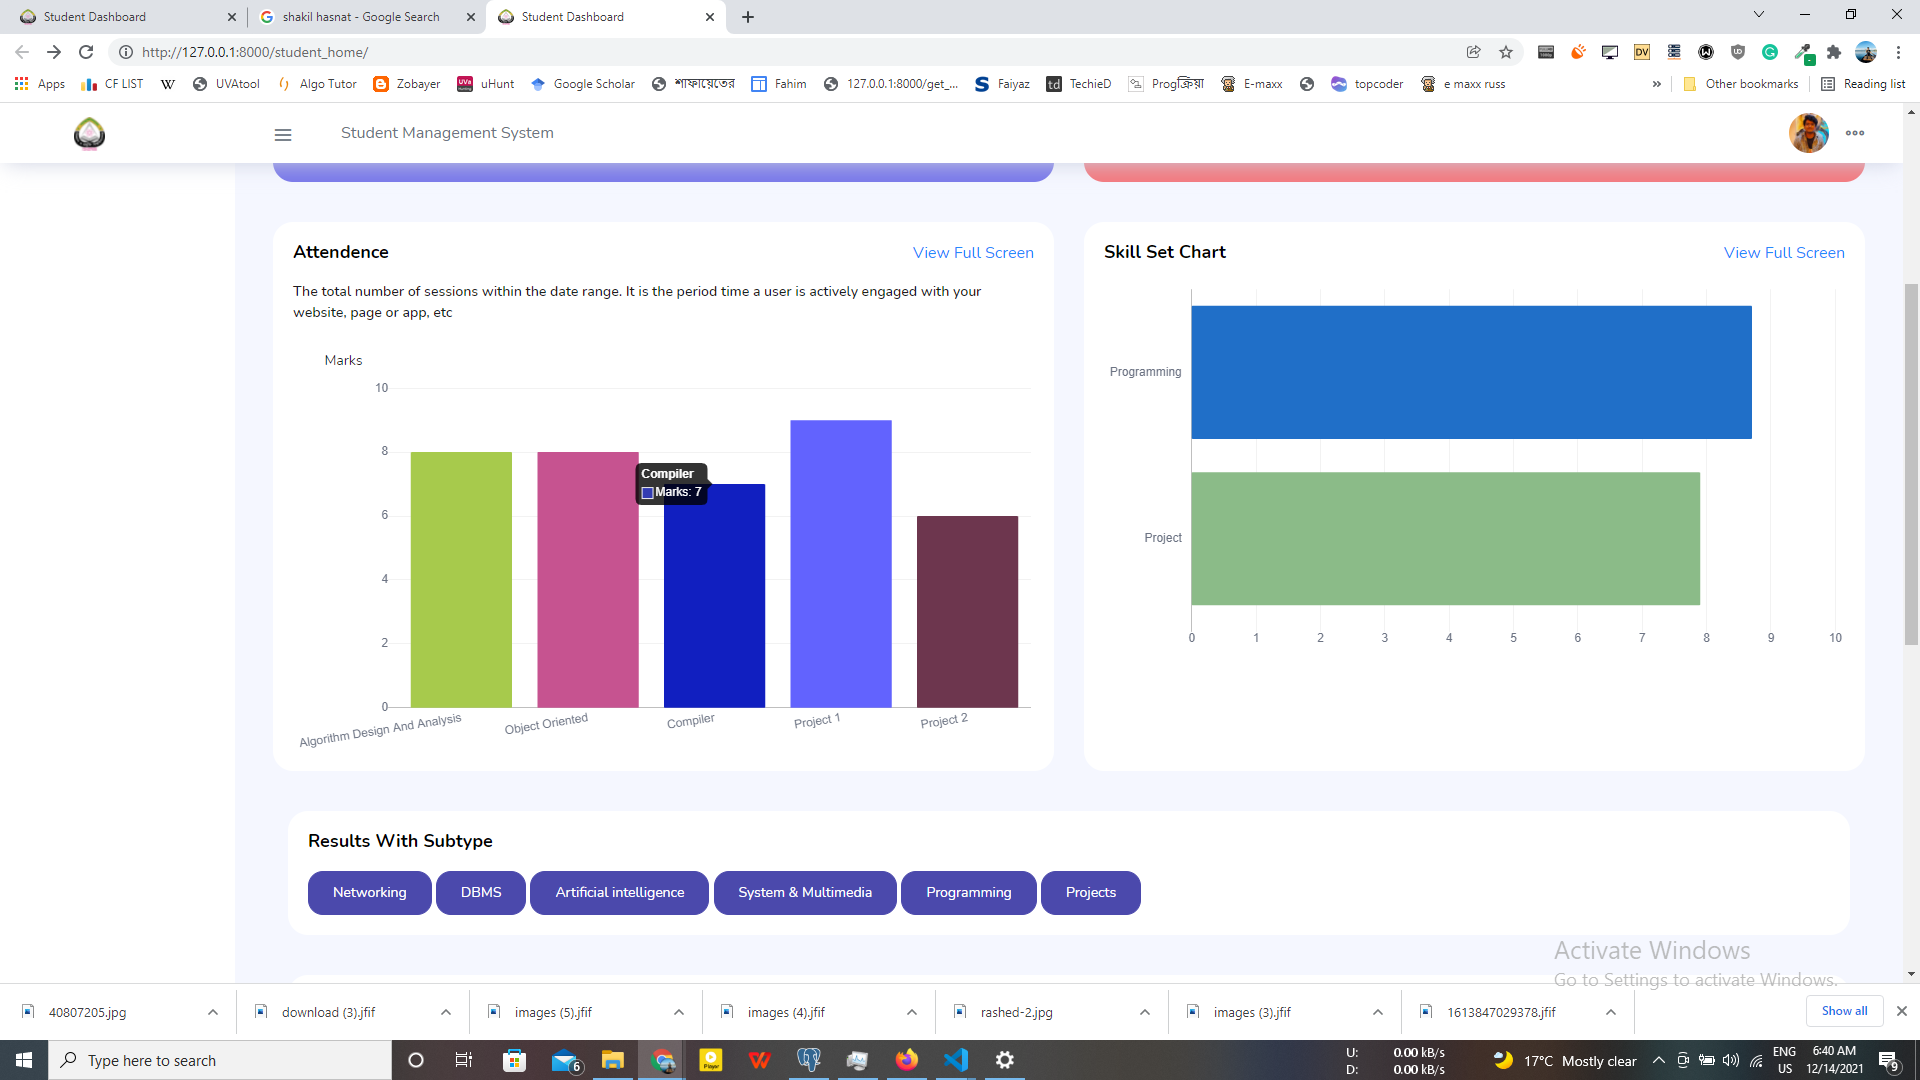 Student Dashboard
shakil hasnat - Google Search
Student Dashboard
http://127.0.0.1:8000/student_home/
Apps
CF LIST
W
UVAtool
Algo Tutor
Zobayer
uHunt
Google Scholar
শাফায়েতের
Fahim
127.0.0.1:8000/get_...
Faiyaz
td TechieD
Progক্রিয়া
E-maxx
topcoder
e maxx russ
»
Other bookmarks
Reading list
Student Management System
Attendence
View Full Screen
The total number of sessions within the date range. It is the period time a user is actively engaged with your
website, page or app, etc
Marks
10
8
6
4
2
0
Compiler
Marks: 7
Algorithm Design And Analysis
Object Oriented
Compiler
Project 1
Project 2
Skill Set Chart
View Full Screen
Programming
Project
0 1 2 3 4 5 6 7 8 9 10
Results With Subtype
Networking
DBMS
Artificial intelligence
System & Multimedia
Programming
Projects
Activate Windows
Go to Settings to activate Windows.
40807205.jpg
download (3).jfif
images (5).jfif
images (4).jfif
rashed-2.jpg
images (3).jfif
1613847029378.jfif
Show all
Type here to search
6
Player
U: 0.00 kB/s
D: 0.00 kB/s
17°C Mostly clear
ENG
US
6:40 AM
12/14/2021
9